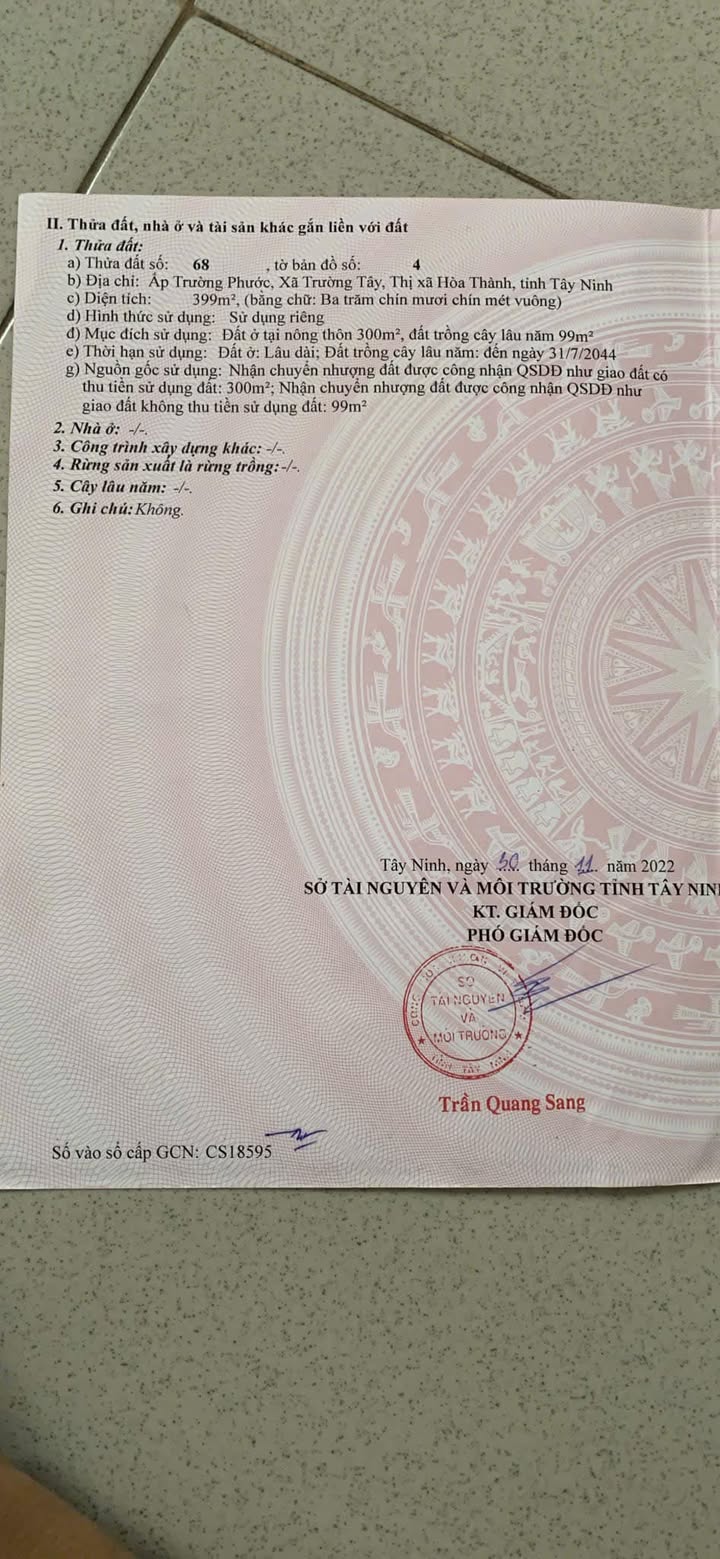 II. Thửa đất, nhà ở và tài sản khác gắn liền với đất
1. Thửa đất:
a) Thửa đất số: 68 , tờ bản đồ số: 4
b) Địa chỉ: Ấp Trường Phước, Xã Trường Tây, Thị xã Hòa Thành, tỉnh Tây Ninh
c) Diện tích: 399m², (bằng chữ: Ba trăm chín mươi chín mét vuông)
d) Hình thức sử dụng: Sử dụng riêng
đ) Mục đích sử dụng: Đất ở tại nông thôn 300m², đất trồng cây lâu năm 99m²
e) Thời hạn sử dụng: Đất ở: Lâu dài; Đất trồng cây lâu năm: đến ngày 31/7/2044
g) Nguồn gốc sử dụng: Nhận chuyển nhượng đất được công nhận QSDĐ như giao đất có
thu tiền sử dụng đất: 300m²; Nhận chuyển nhượng đất được công nhận QSDĐ như
giao đất không thu tiền sử dụng đất: 99m²
2. Nhà ở: -/-.
3. Công trình xây dựng khác: -/-.
4. Rừng sản xuất là rừng trồng: -/-.
5. Cây lâu năm: -/-.
6. Ghi chú: Không.
Tây Ninh, ngày 30 tháng 11 năm 2022
SỞ TÀI NGUYÊN VÀ MÔI TRƯỜNG TỈNH TÂY NIN
KT. GIÁM ĐỐC
PHÓ GIÁM ĐỐC
SỞ
TÀI NGUYÊN
VÀ
MÔI TRƯỜNG
TỈNH TÂY NINH
Trần Quang Sang
Số vào sổ cấp GCN: CS18595